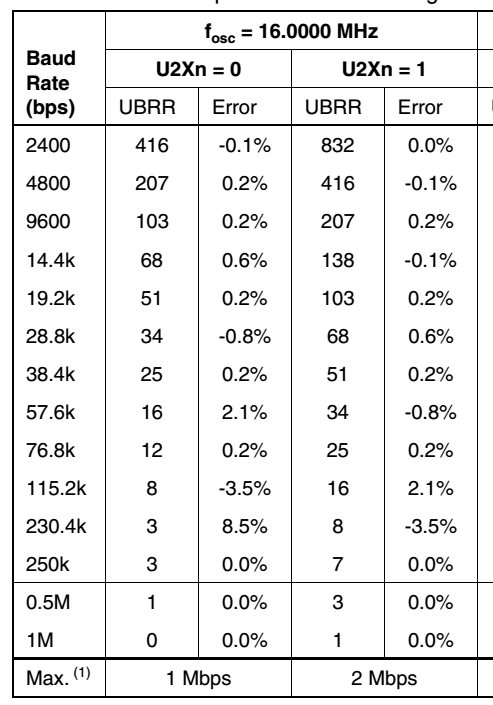 f_osc = 16.0000 MHz
Baud Rate (bps)
U2Xn = 0 U2Xn = 1
UBRR Error UBRR Error
2400 416 -0.1% 832 0.0%
4800 207 0.2% 416 -0.1%
9600 103 0.2% 207 0.2%
14.4k 68 0.6% 138 -0.1%
19.2k 51 0.2% 103 0.2%
28.8k 34 -0.8% 68 0.6%
38.4k 25 0.2% 51 0.2%
57.6k 16 2.1% 34 -0.8%
76.8k 12 0.2% 25 0.2%
115.2k 8 -3.5% 16 2.1%
230.4k 3 8.5% 8 -3.5%
250k 3 0.0% 7 0.0%
0.5M 1 0.0% 3 0.0%
1M 0 0.0% 1 0.0%
Max. (1) 1 Mbps 2 Mbps